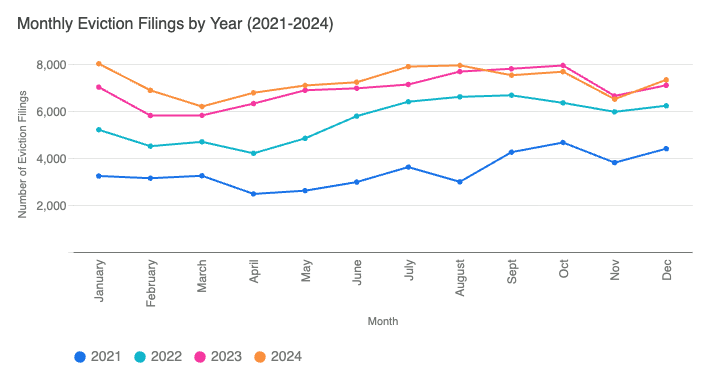 Monthly Eviction Filings by Year (2021-2024)
Number of Eviction Filings
8,000
6,000
4,000
2,000
January
February
March
April
May
June
July
August
Sept
Oct
Nov
Dec
Month
2021 2022 2023 2024